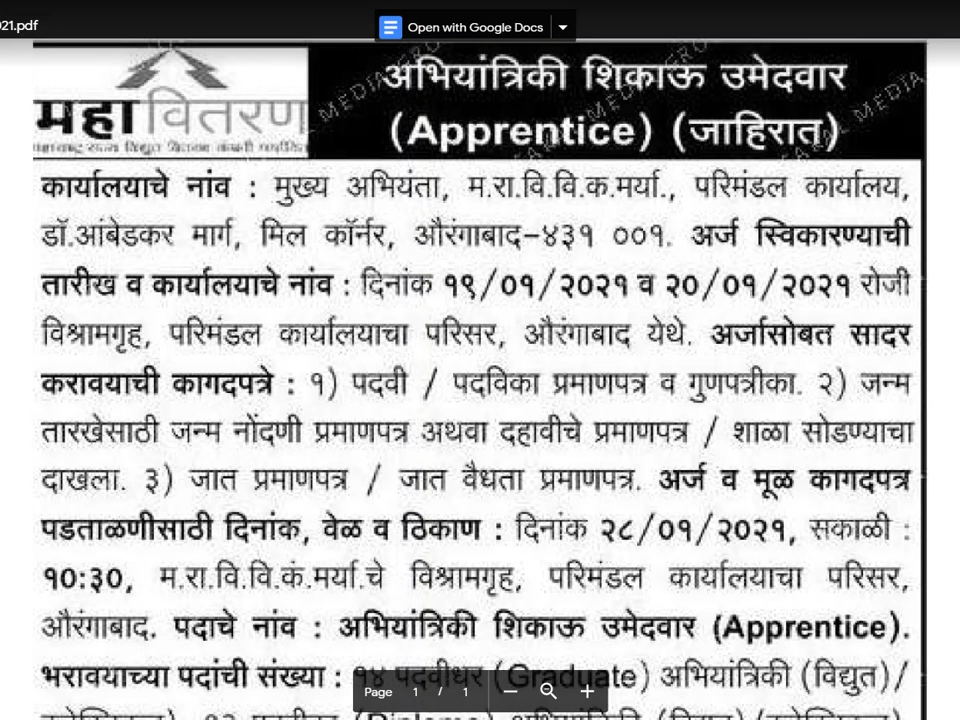 21.pdf
Open with Google Docs
महावितरण
अभियांत्रिकी शिकाऊ उमेदवार
(Apprentice) (जाहिरात)
कार्यालयाचे नांव : मुख्य अभियंता, म.रा.वि.वि.क.मर्या., परिमंडल कार्यालय,
डॉ.आंबेडकर मार्ग, मिल कॉर्नर, औरंगाबाद-४३१ ००१. अर्ज स्विकारण्याची
तारीख व कार्यालयाचे नांव : दिनांक १९/०१/२०२१ व २०/०१/२०२१ रोजी
विश्रामगृह, परिमंडल कार्यालयाचा परिसर, औरंगाबाद येथे. अर्जासोबत सादर
करावयाची कागदपत्रे : १) पदवी / पदविका प्रमाणपत्र व गुणपत्रीका. २) जन्म
तारखेसाठी जन्म नोंदणी प्रमाणपत्र अथवा दहावीचे प्रमाणपत्र / शाळा सोडण्याचा
दाखला. ३) जात प्रमाणपत्र / जात वैधता प्रमाणपत्र. अर्ज व मूळ कागदपत्र
पडताळणीसाठी दिनांक, वेळ व ठिकाण : दिनांक २८/०१/२०२१, सकाळी :
१०:३०, म.रा.वि.वि.कं.मर्या.चे विश्रामगृह, परिमंडल कार्यालयाचा परिसर,
औरंगाबाद. पदाचे नांव : अभियांत्रिकी शिकाऊ उमेदवार (Apprentice).
भरावयाच्या पदांची संख्या : १४ पदवीधर (Graduate) अभियांत्रिकी (विद्युत)/
Page 1 / 1